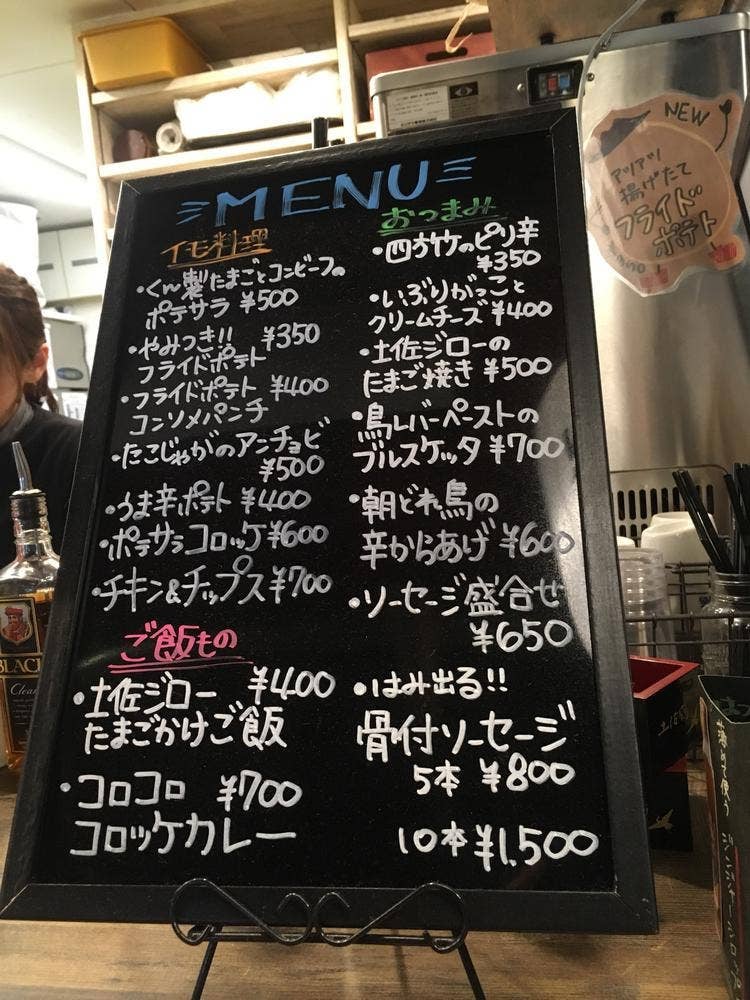 MENU
イモ料理
・くん製たまごとコンビーフの
ポテサラ ¥500
・やみつき!! ¥350
フライドポテト
・フライドポテト ¥400
コンソメパンチ
・たこじゃがのアンチョビ
¥500
・うま辛ポテト ¥400
・ポテサラコロッケ ¥600
・チキン&チップス ¥700
ご飯もの
・土佐ジロー ¥400
たまごかけご飯
・コロコロ ¥700
コロッケカレー
おつまみ
・四方竹のピリ辛
¥350
・いぶりがっこと
クリームチーズ ¥400
・土佐ジローの
たまご焼き ¥500
・鳥レバーペーストの
ブルスケッタ ¥700
・朝どれ鳥の
辛からあげ ¥600
・ソーセージ盛合せ
¥650
・はみ出る!!
骨付ソーセージ
5本 ¥800
10本 ¥1,500
NEW
アツアツ
揚げたて
フライド
ポテト
BLACK
Clear